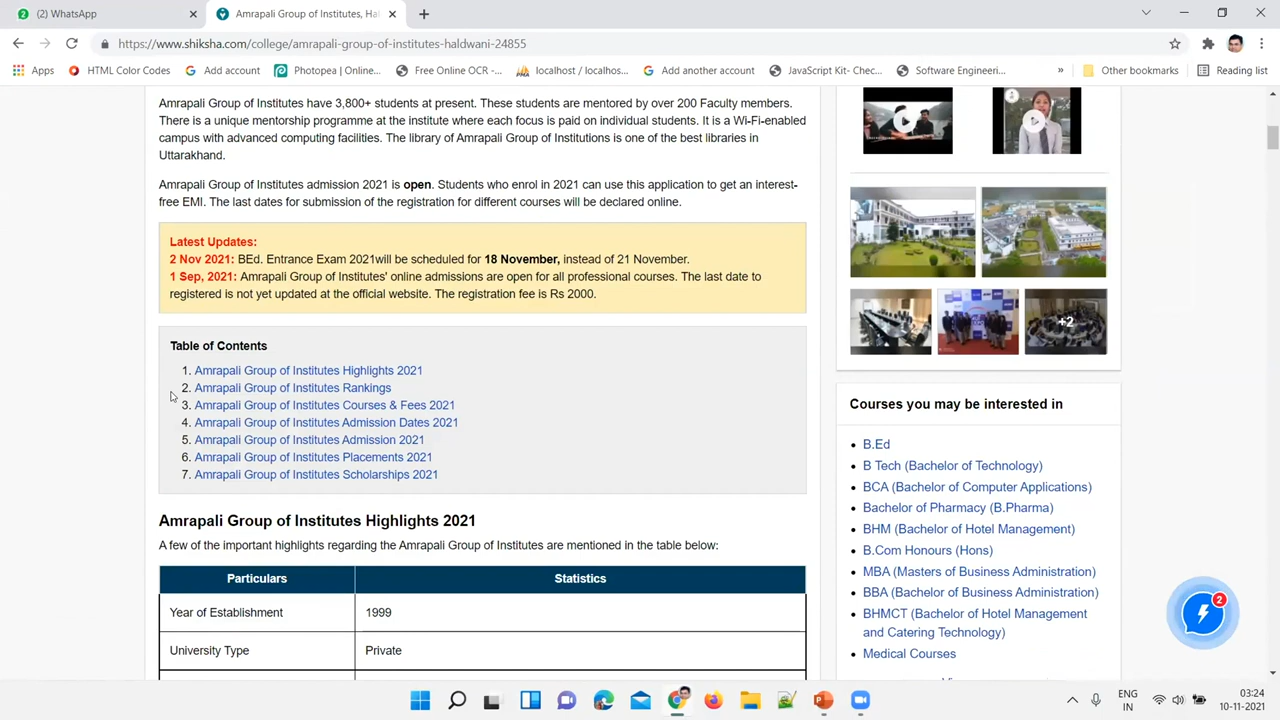 (2) WhatsApp
Amrapali Group of Institutes, Hal
https://www.shiksha.com/college/amrapali-group-of-institutes-haldwani-24855
Apps
HTML Color Codes
Add account
Photopea | Online...
Free Online OCR -...
localhost / localhos...
Add another account
JavaScript Kit- Chec...
Software Engineeri...
»
Other bookmarks
Reading list
Amrapali Group of Institutes have 3,800+ students at present. These students are mentored by over 200 Faculty members.
There is a unique mentorship programme at the institute where each focus is paid on individual students. It is a Wi-Fi-enabled
campus with advanced computing facilities. The library of Amrapali Group of Institutions is one of the best libraries in
Uttarakhand.
Amrapali Group of Institutes admission 2021 is open. Students who enrol in 2021 can use this application to get an interest-
free EMI. The last dates for submission of the registration for different courses will be declared online.
Latest Updates:
2 Nov 2021: BEd. Entrance Exam 2021will be scheduled for 18 November, instead of 21 November.
1 Sep, 2021: Amrapali Group of Institutes' online admissions are open for all professional courses. The last date to
registered is not yet updated at the official website. The registration fee is Rs 2000.
Table of Contents
1. Amrapali Group of Institutes Highlights 2021
2. Amrapali Group of Institutes Rankings
3. Amrapali Group of Institutes Courses & Fees 2021
4. Amrapali Group of Institutes Admission Dates 2021
5. Amrapali Group of Institutes Admission 2021
6. Amrapali Group of Institutes Placements 2021
7. Amrapali Group of Institutes Scholarships 2021
Amrapali Group of Institutes Highlights 2021
A few of the important highlights regarding the Amrapali Group of Institutes are mentioned in the table below:
Particulars
Statistics
Year of Establishment
1999
University Type
Private
+2
Courses you may be interested in
B.Ed
B Tech (Bachelor of Technology)
BCA (Bachelor of Computer Applications)
Bachelor of Pharmacy (B.Pharma)
BHM (Bachelor of Hotel Management)
B.Com Honours (Hons)
MBA (Masters of Business Administration)
BBA (Bachelor of Business Administration)
BHMCT (Bachelor of Hotel Management
and Catering Technology)
Medical Courses
2
ENG
IN
03:24
10-11-2021